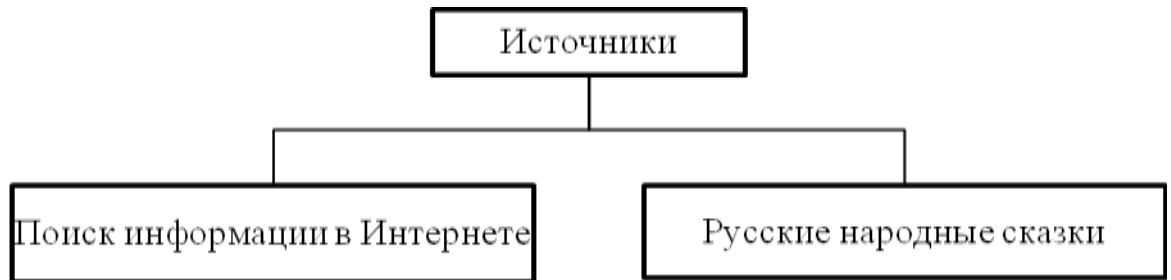 Источники
Поиск информации в Интернете
Русские народные сказки